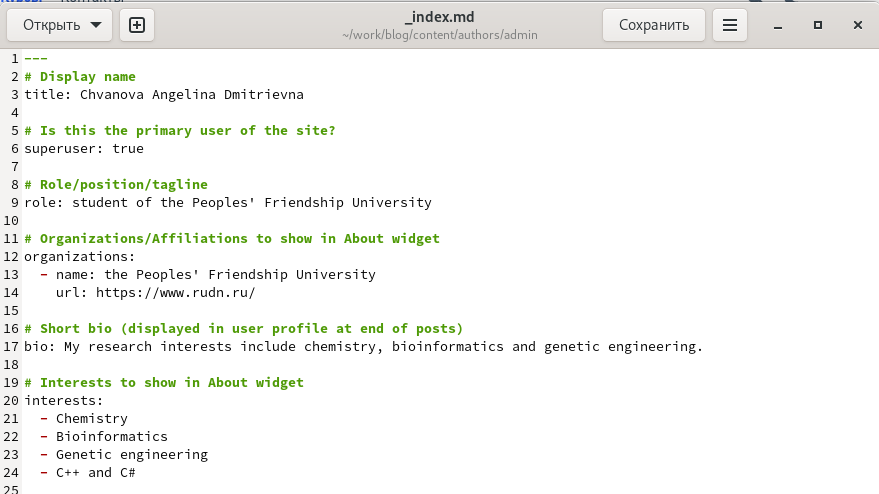 Открыть
_index.md
~/work/blog/content/authors/admin
Сохранить
1 ---
2 # Display name
3 title: Chvanova Angelina Dmitrievna
4
5 # Is this the primary user of the site?
6 superuser: true
7
8 # Role/position/tagline
9 role: student of the Peoples' Friendship University
10
11 # Organizations/Affiliations to show in About widget
12 organizations:
13   - name: the Peoples' Friendship University
14     url: https://www.rudn.ru/
15
16 # Short bio (displayed in user profile at end of posts)
17 bio: My research interests include chemistry, bioinformatics and genetic engineering.
18
19 # Interests to show in About widget
20 interests:
21   - Chemistry
22   - Bioinformatics
23   - Genetic engineering
24   - C++ and C#
25